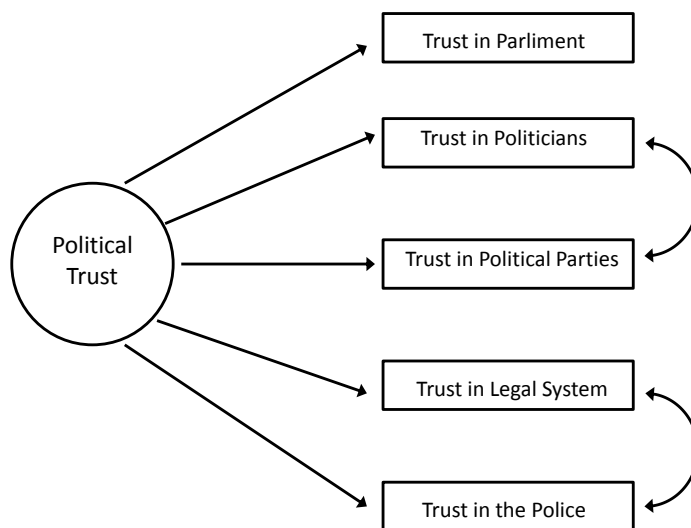 Trust in Parliment
Trust in Politicians
Political
Trust
Trust in Political Parties
Trust in Legal System
Trust in the Police